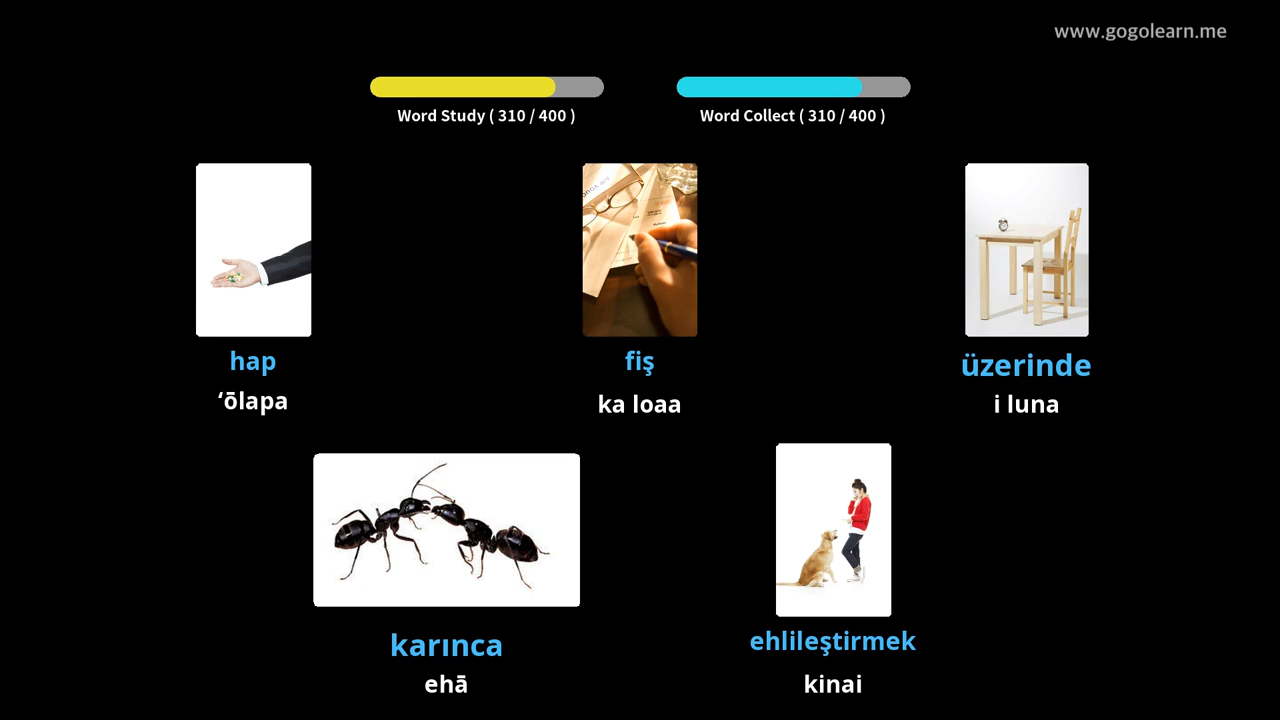 www.gogolearn.me
Word Study ( 310 / 400 )
Word Collect ( 310 / 400 )
hap
ʻōlapa
fiş
ka loaa
üzerinde
i luna
karınca
ehā
ehlileştirmek
kinai